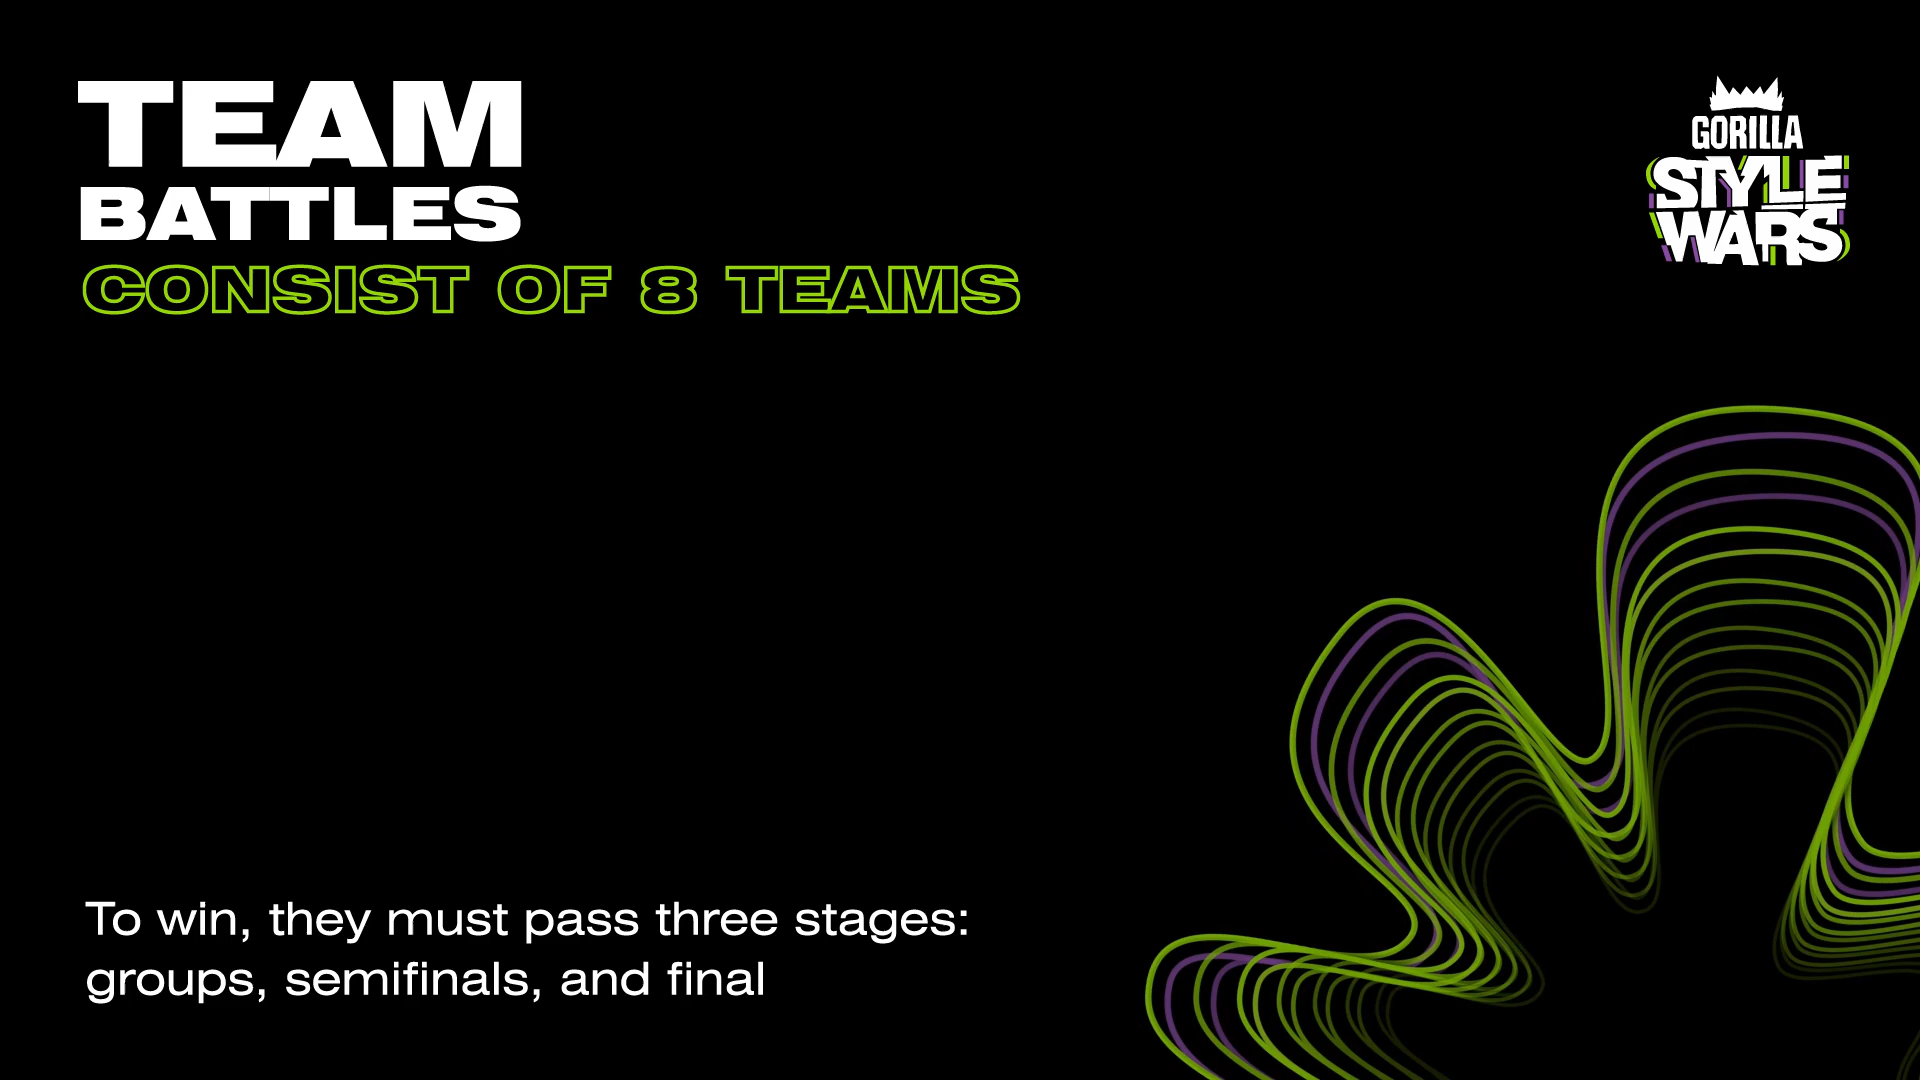 TEAM
BATTLES
CONSIST OF 8 TEAMS
GORILLA
STYLE
WARS
To win, they must pass three stages:
groups, semifinals, and final